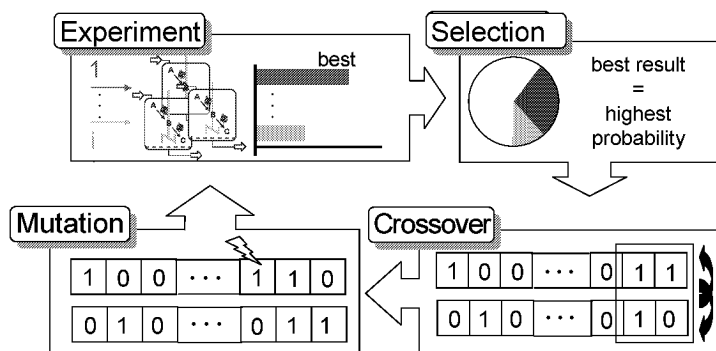 Experiment
1
best
A
B
C
A
B
C
A
B
C
Selection
best result
=
highest
probability
Mutation
1 0 0 ··· 1 1 0
0 1 0 ··· 0 1 1
Crossover
1 0 0 ··· 0 1 1
0 1 0 ··· 0 1 0